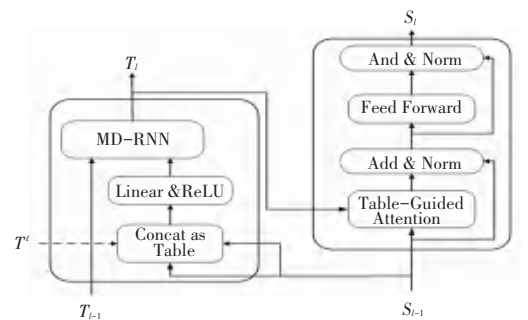 S_l
And & Norm
T_l
Feed Forward
MD-RNN
Add & Norm
Linear &ReLU
Table-Guided
Attention
Concat as
Table
T^t
T_{l-1}
S_{l-1}